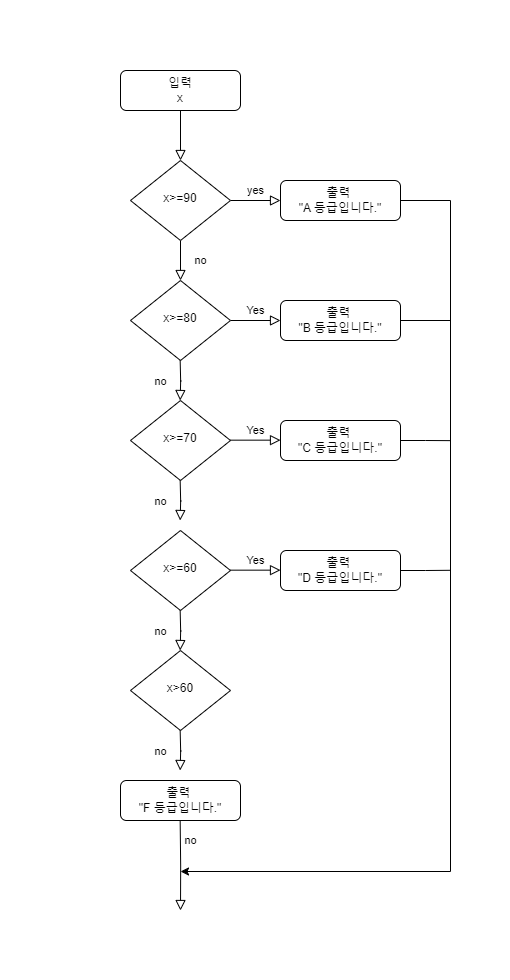 입력
x
x>=90
yes
출력
"A 등급입니다."
no
x>=80
Yes
출력
"B 등급입니다."
no
x>=70
Yes
출력
"C 등급입니다."
no
x>=60
Yes
출력
"D 등급입니다."
no
x>60
no
출력
"F 등급입니다."
no